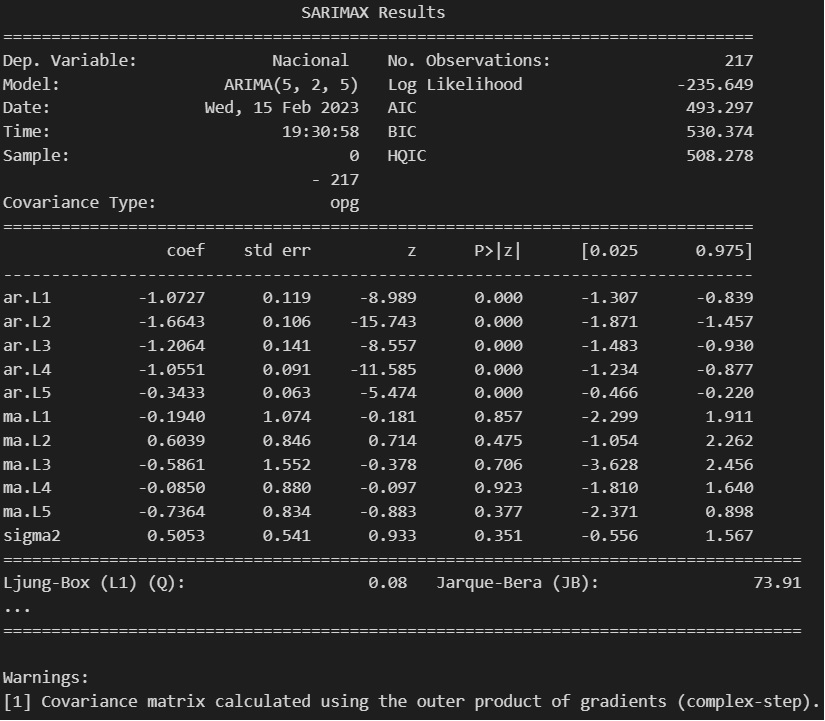 SARIMAX Results
==============================================================================
Dep. Variable:               Nacional   No. Observations:                  217
Model:                 ARIMA(5, 2, 5)   Log Likelihood                -235.649
Date:                Wed, 15 Feb 2023   AIC                            493.297
Time:                        19:30:58   BIC                            530.374
Sample:                             0   HQIC                           508.278
                                - 217
Covariance Type:                  opg
==============================================================================
                 coef    std err          z      P>|z|      [0.025      0.975]
------------------------------------------------------------------------------
ar.L1         -1.0727      0.119     -8.989      0.000      -1.307      -0.839
ar.L2         -1.6643      0.106    -15.743      0.000      -1.871      -1.457
ar.L3         -1.2064      0.141     -8.557      0.000      -1.483      -0.930
ar.L4         -1.0551      0.091    -11.585      0.000      -1.234      -0.877
ar.L5         -0.3433      0.063     -5.474      0.000      -0.466      -0.220
ma.L1         -0.1940      1.074     -0.181      0.857      -2.299       1.911
ma.L2          0.6039      0.846      0.714      0.475      -1.054       2.262
ma.L3         -0.5861      1.552     -0.378      0.706      -3.628       2.456
ma.L4         -0.0850      0.880     -0.097      0.923      -1.810       1.640
ma.L5         -0.7364      0.834     -0.883      0.377      -2.371       0.898
sigma2         0.5053      0.541      0.933      0.351      -0.556       1.567
===================================================================================
Ljung-Box (L1) (Q):                   0.08   Jarque-Bera (JB):                73.91
...
===================================================================================
Warnings:
[1] Covariance matrix calculated using the outer product of gradients (complex-step).